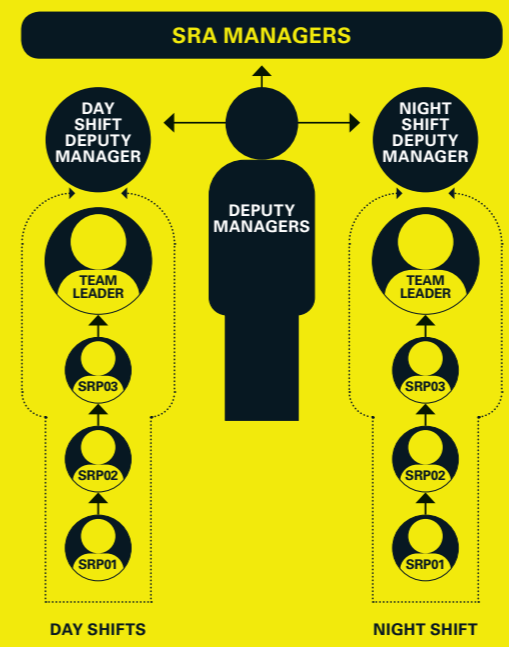 SRA MANAGERS
DAY
SHIFT
DEPUTY
MANAGER
NIGHT
SHIFT
DEPUTY
MANAGER
DEPUTY
MANAGERS
TEAM
LEADER
TEAM
LEADER
SRP03
SRP03
SRP02
SRP02
SRP01
SRP01
DAY SHIFTS
NIGHT SHIFT